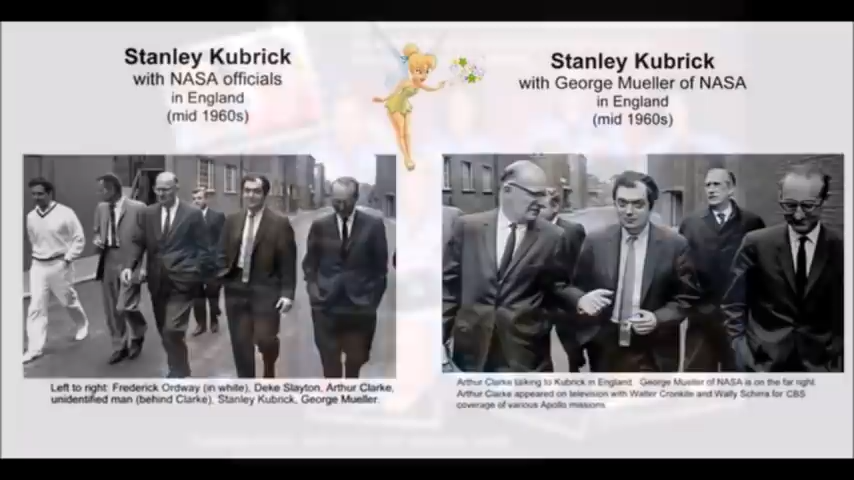 Stanley Kubrick
with NASA officials
in England
(mid 1960s)
Stanley Kubrick
with George Mueller of NASA
in England
(mid 1960s)
Left to right: Frederick Ordway (in white), Deke Slayton, Arthur Clarke,
unidentified man (behind Clarke), Stanley Kubrick, George Mueller.
Arthur Clarke talking to Kubrick in England. George Mueller of NASA is on the far right.
Arthur Clarke appeared on television with Walter Cronkite and Wally Schirra for CBS
coverage of various Apollo missions.